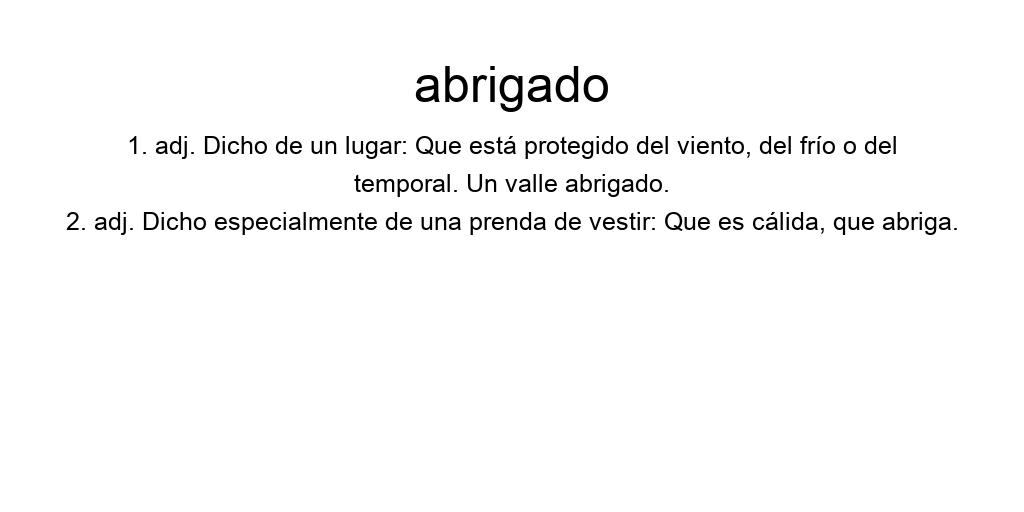 abrigado
1. adj. Dicho de un lugar: Que está protegido del viento, del frío o del
temporal. Un valle abrigado.
2. adj. Dicho especialmente de una prenda de vestir: Que es cálida, que abriga.